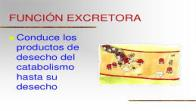 FUNCIÓN EXCRETORA
Conduce los
productos de
desecho del
catabolismo
hasta su
desecho